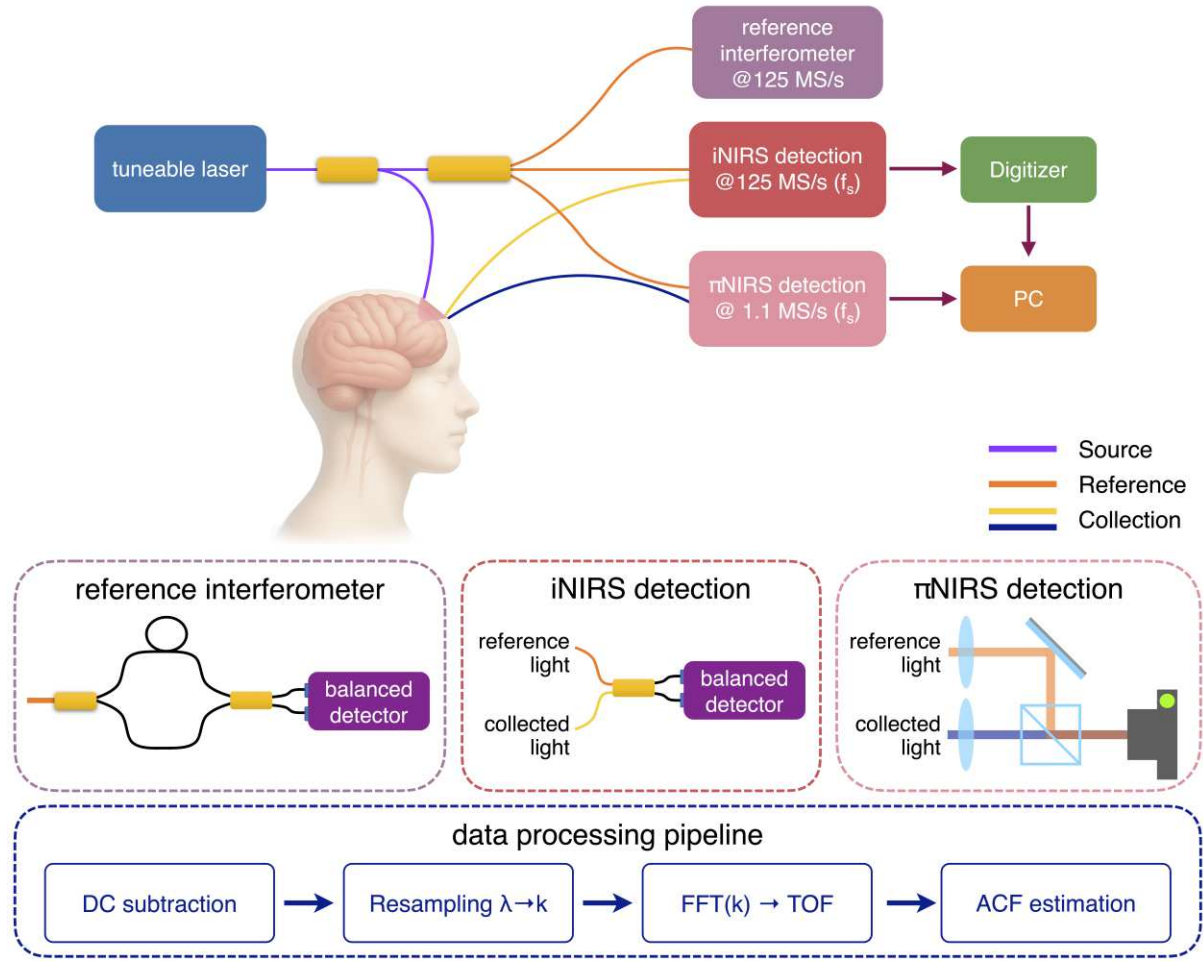 reference
interferometer
@125 MS/s
tuneable laser
iNIRS detection
@125 MS/s (fs)
Digitizer
πNIRS detection
@ 1.1 MS/s (fs)
PC
Source
Reference
Collection
reference interferometer
balanced
detector
iNIRS detection
reference
light
collected
light
balanced
detector
πNIRS detection
reference
light
collected
light
data processing pipeline
DC subtraction
Resampling λ→k
FFT(k) → TOF
ACF estimation